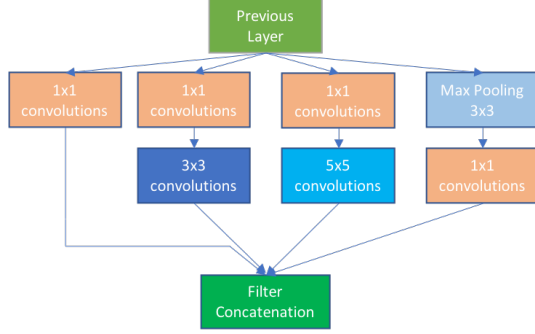 Previous
Layer
1x1
convolutions
1x1
convolutions
1x1
convolutions
Max Pooling
3x3
3x3
convolutions
5x5
convolutions
1x1
convolutions
Filter
Concatenation